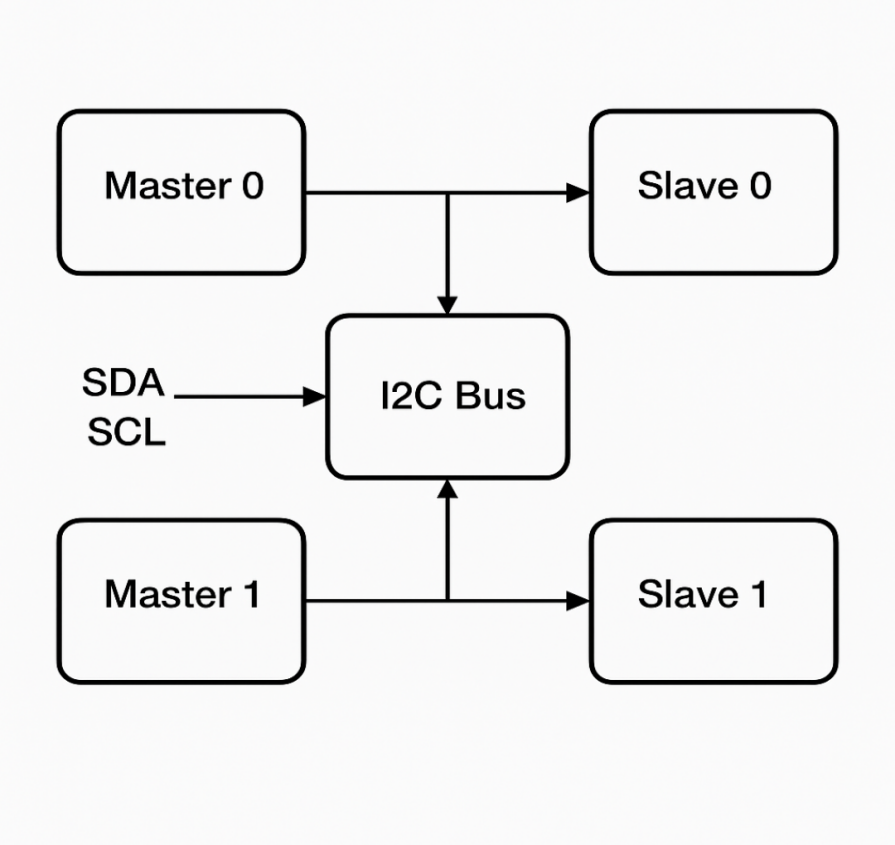 Master 0
Slave 0
SDA
SCL
I2C Bus
Master 1
Slave 1